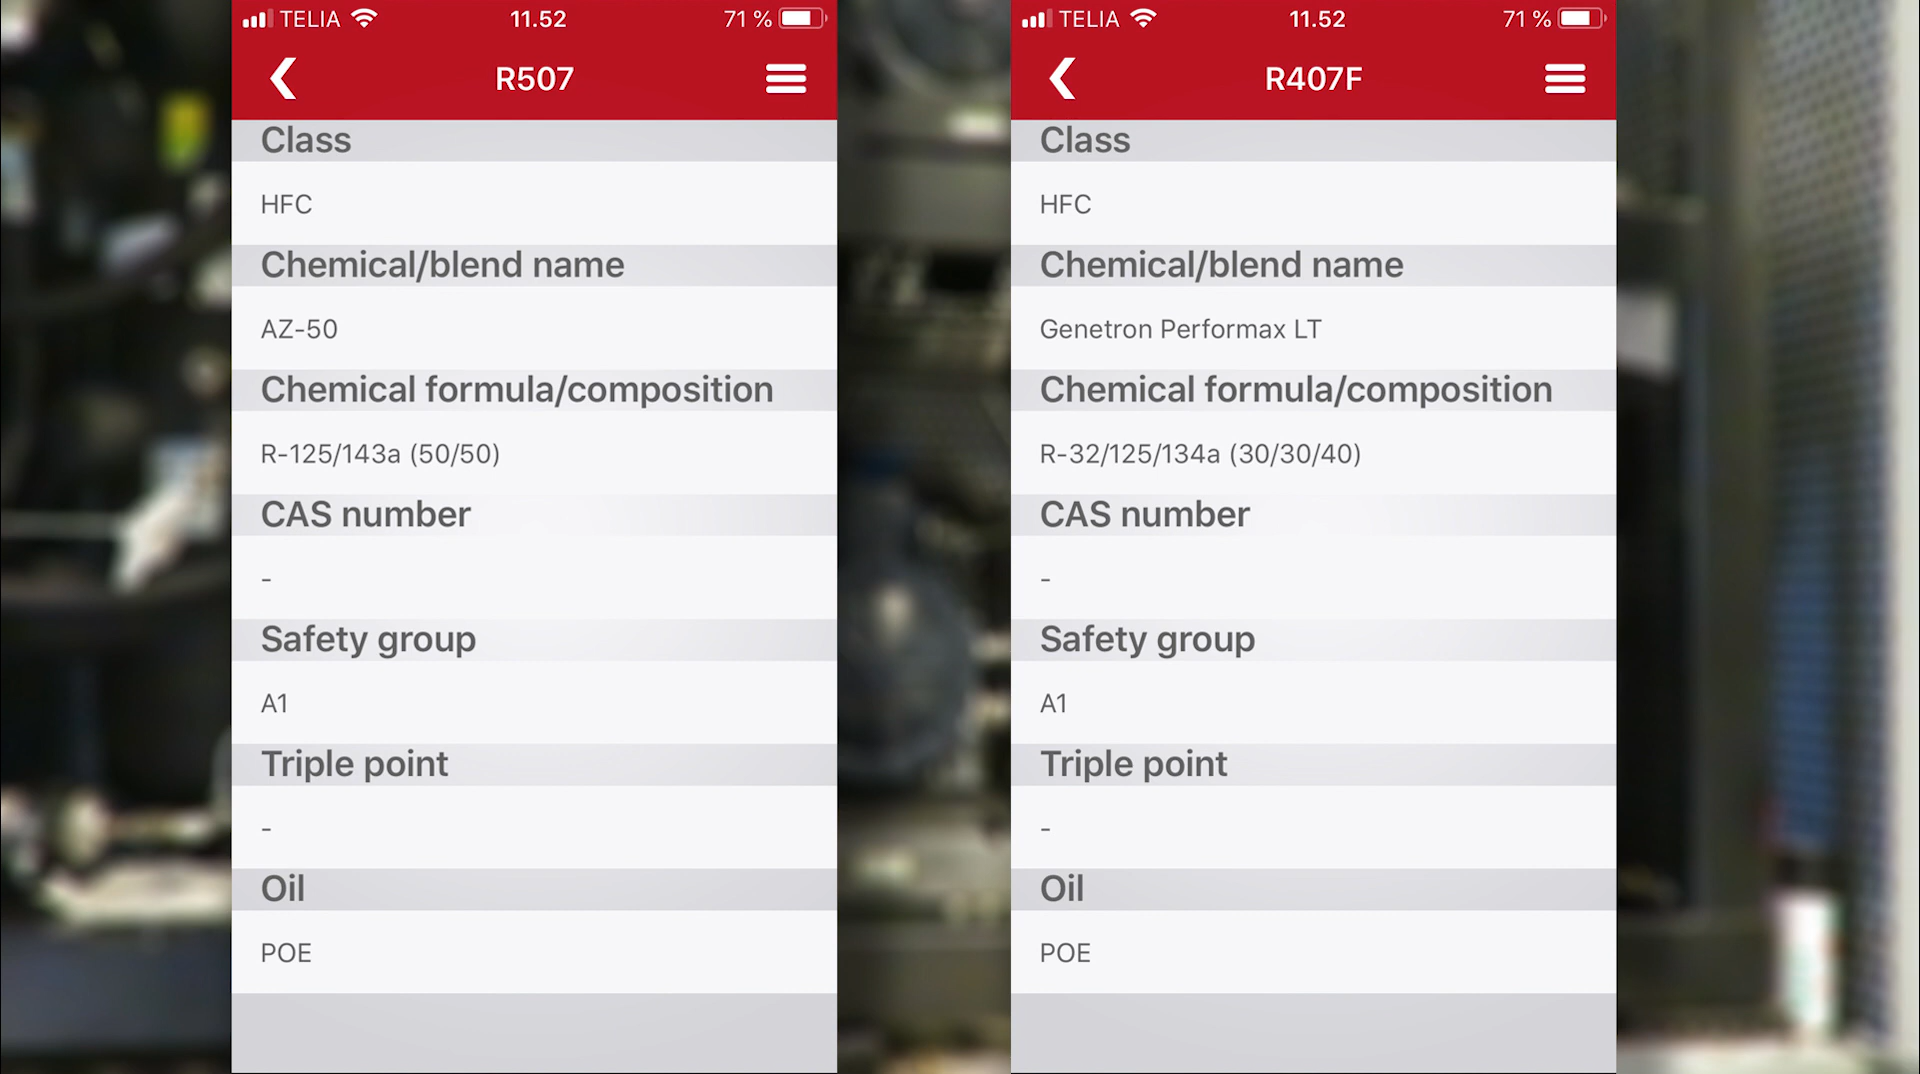 TELIA 11.52 71 %
R507
Class
HFC
Chemical/blend name
AZ-50
Chemical formula/composition
R-125/143a (50/50)
CAS number
-
Safety group
A1
Triple point
-
Oil
POE
TELIA 11.52 71 %
R407F
Class
HFC
Chemical/blend name
Genetron Performax LT
Chemical formula/composition
R-32/125/134a (30/30/40)
CAS number
-
Safety group
A1
Triple point
-
Oil
POE